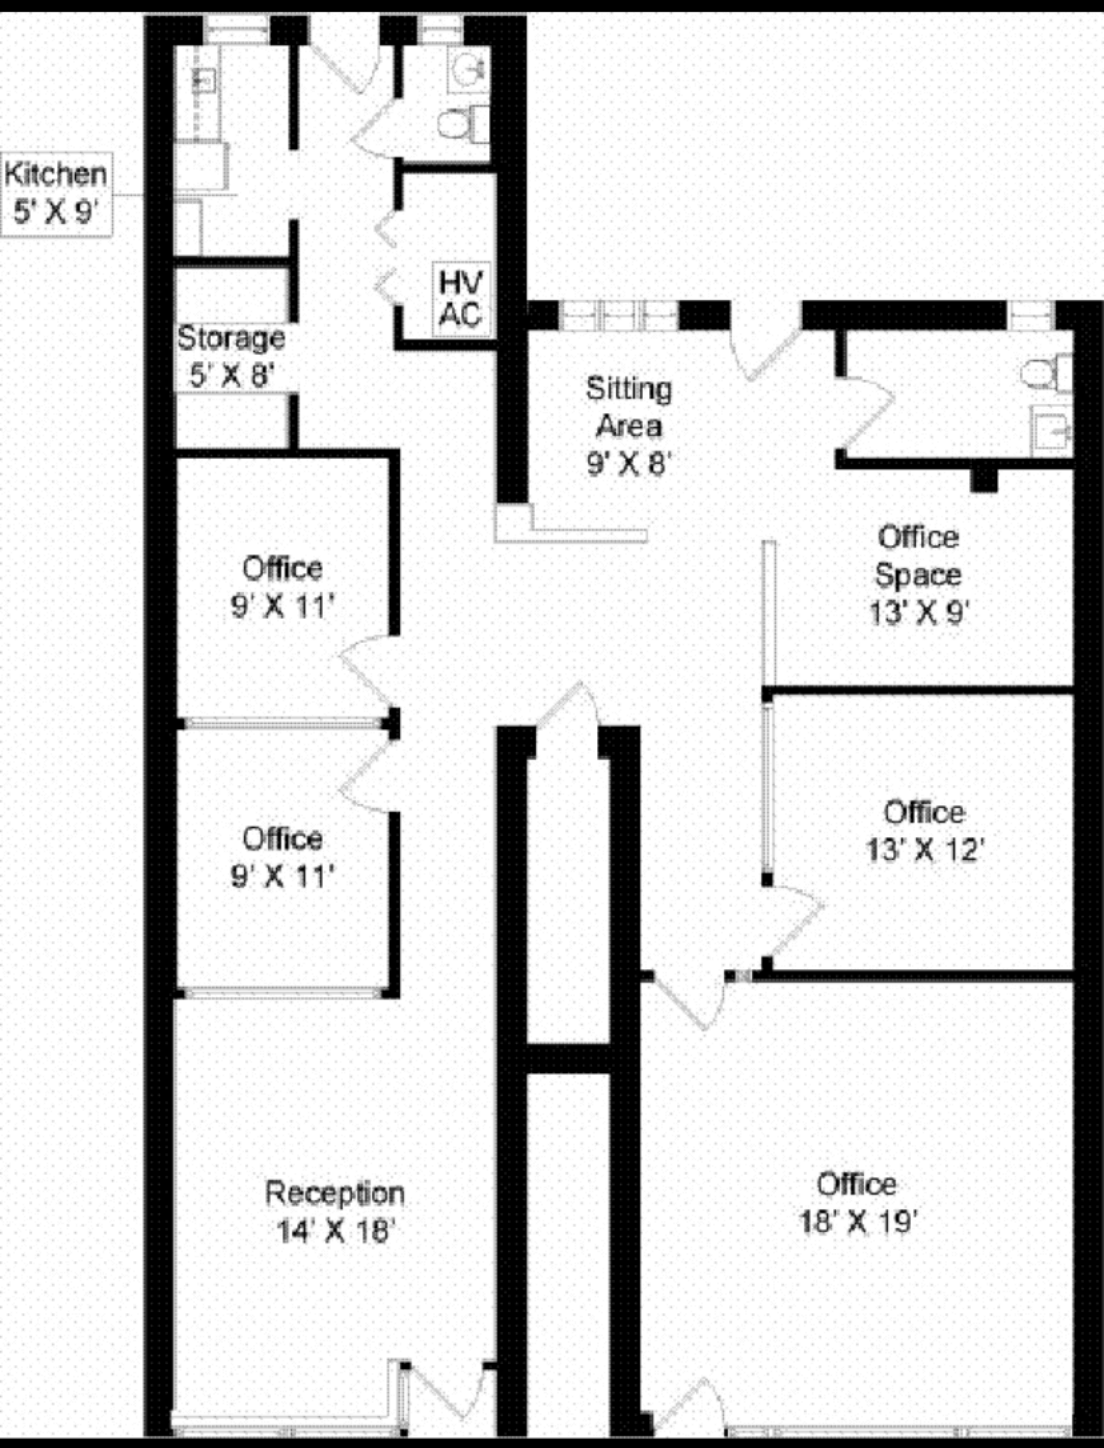 Kitchen
5' X 9'
HV
AC
Storage
5' X 8'
Sitting
Area
9' X 8'
Office
9' X 11'
Office
Space
13' X 9'
Office
9' X 11'
Office
13' X 12'
Reception
14' X 18'
Office
18' X 19'